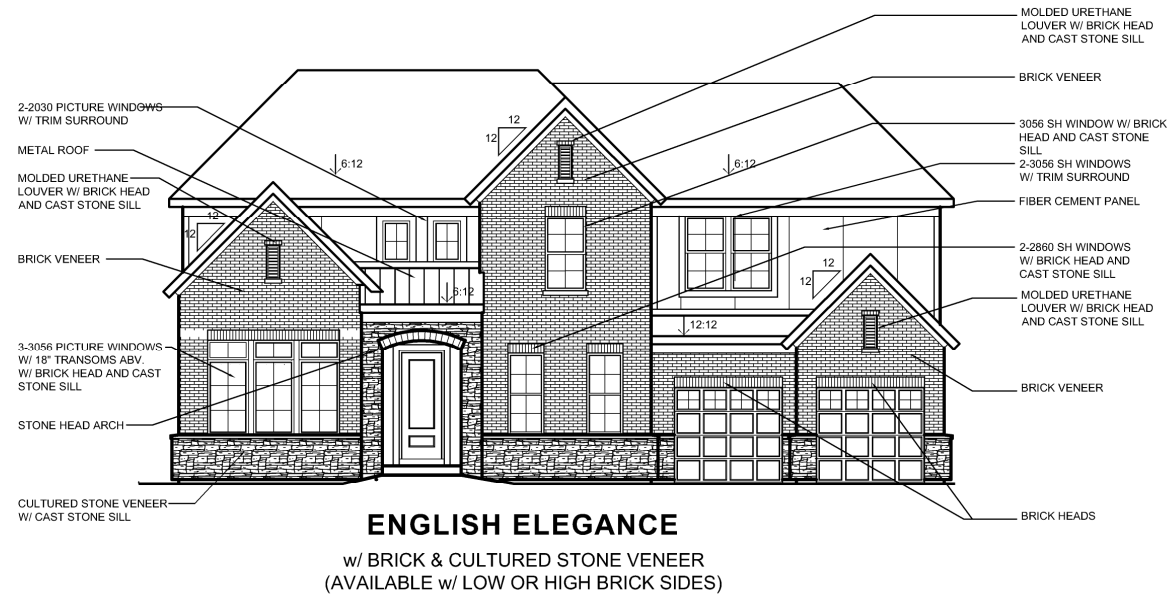 MOLDED URETHANE
LOUVER W/ BRICK HEAD
AND CAST STONE SILL
BRICK VENEER
2-2030 PICTURE WINDOWS
W/ TRIM SURROUND
3056 SH WINDOW W/ BRICK
HEAD AND CAST STONE
SILL
METAL ROOF
2-3056 SH WINDOWS
W/ TRIM SURROUND
MOLDED URETHANE
LOUVER W/ BRICK HEAD
AND CAST STONE SILL
FIBER CEMENT PANEL
BRICK VENEER
2-2860 SH WINDOWS
W/ BRICK HEAD AND
CAST STONE SILL
MOLDED URETHANE
LOUVER W/ BRICK HEAD
AND CAST STONE SILL
3-3056 PICTURE WINDOWS
W/ 18" TRANSOMS ABV.
W/ BRICK HEAD AND CAST
STONE SILL
BRICK VENEER
STONE HEAD ARCH
CULTURED STONE VENEER
W/ CAST STONE SILL
BRICK HEADS
12
12
6:12
6:12
12
12
12
12
6:12
12:12
ENGLISH ELEGANCE
w/ BRICK & CULTURED STONE VENEER
(AVAILABLE w/ LOW OR HIGH BRICK SIDES)